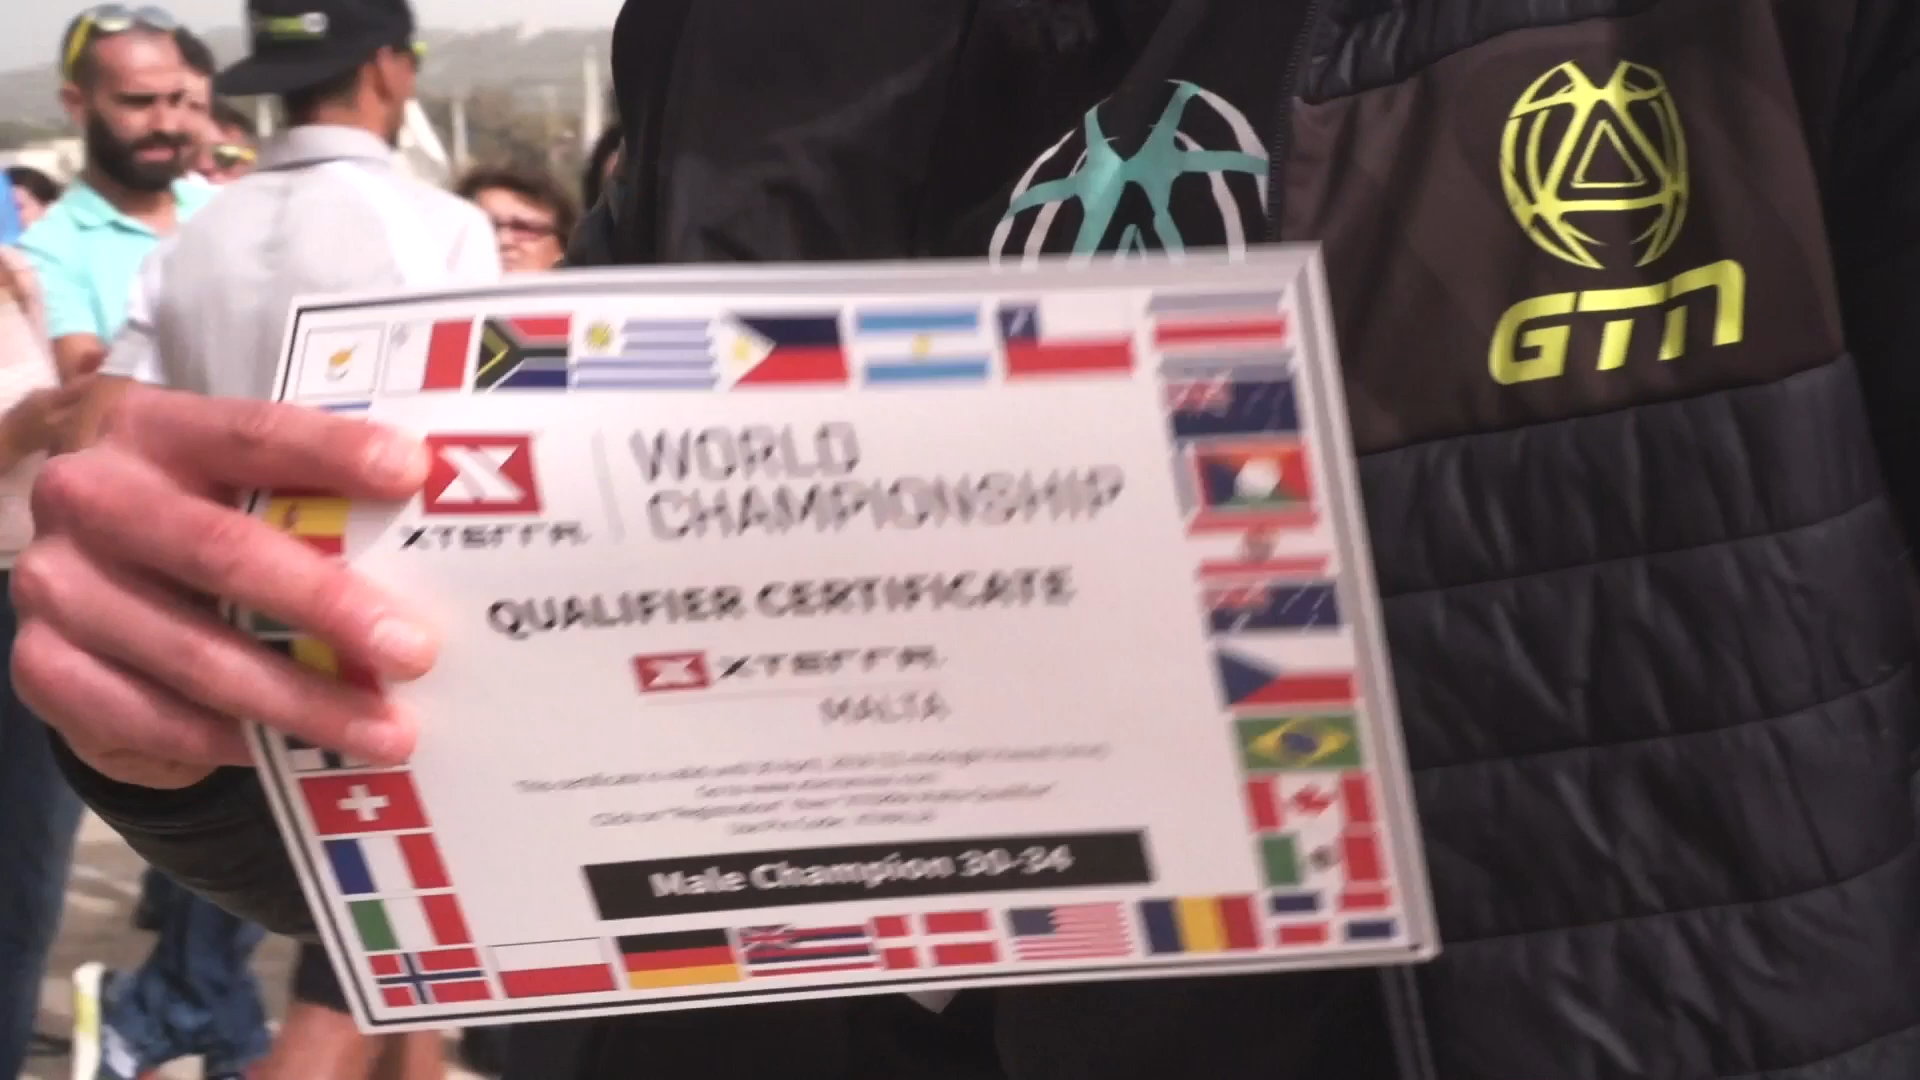 GTN
WORLD
CHAMPIONSHIP
XTERRA
QUALIFIER CERTIFICATE
XTERRA
MALTA
Male Champion 30-34